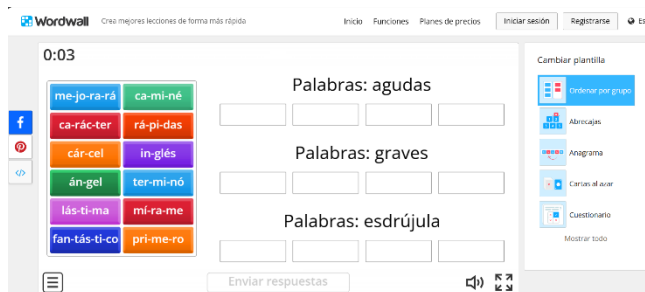 Wordwall
Crea mejores lecciones de forma más rápida
Inicio Funciones Planes de precios Iniciar sesión Registrarse Es
0:03
me-jo-ra-rá ca-mi-né
ca-rác-ter rá-pi-das
cár-cel in-glés
án-gel ter-mi-nó
lás-ti-ma mí-ra-me
fan-tás-ti-co pri-me-ro
Palabras: agudas
Palabras: graves
Palabras: esdrújula
Enviar respuestas
Cambiar plantilla
Ordenar por grupo
Abrecajas
Anagrama
Cartas al azar
Cuestionario
Mostrar todo